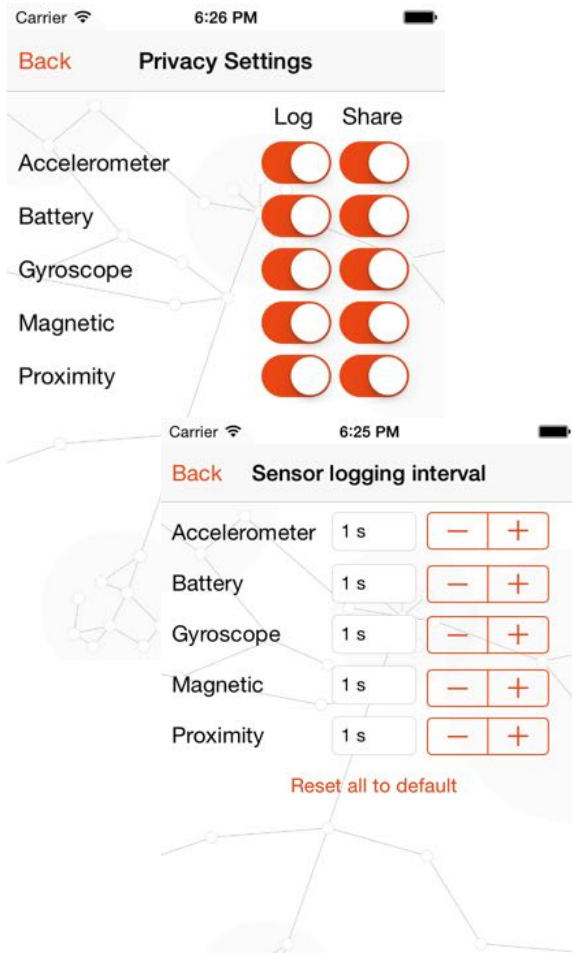 Carrier 6:26 PM
Back Privacy Settings
Log Share
Accelerometer
Battery
Gyroscope
Magnetic
Proximity
Carrier 6:25 PM
Back Sensor logging interval
Accelerometer 1 s − +
Battery 1 s − +
Gyroscope 1 s − +
Magnetic 1 s − +
Proximity 1 s − +
Reset all to default